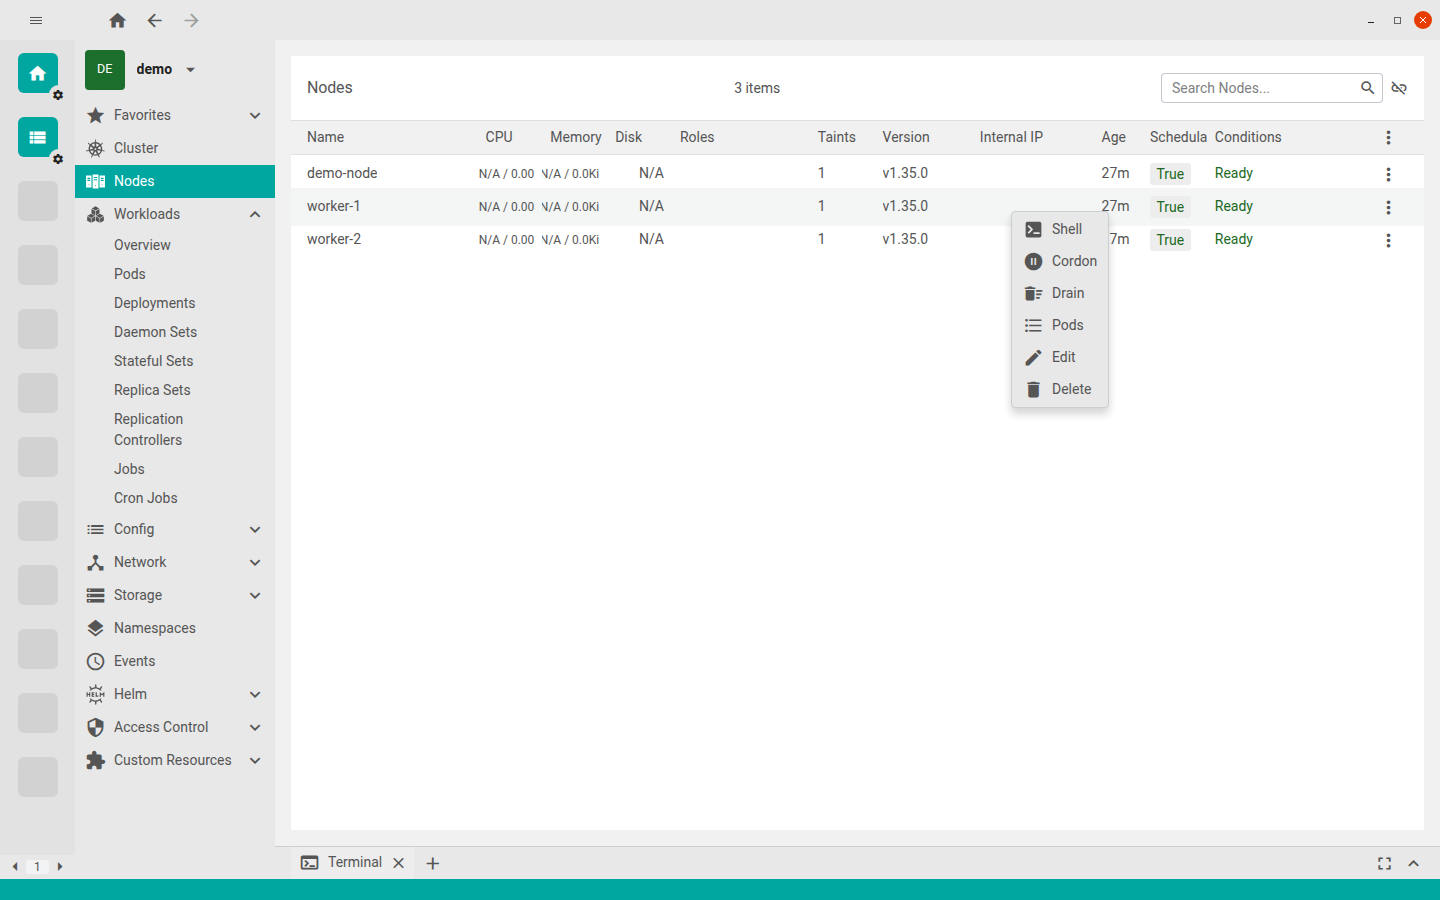 DE
demo
Favorites
Cluster
Nodes
Workloads
Overview
Pods
Deployments
Daemon Sets
Stateful Sets
Replica Sets
Replication
Controllers
Jobs
Cron Jobs
Config
Network
Storage
Namespaces
Events
HELM Helm
Access Control
Custom Resources
1
Nodes 3 items Search Nodes...
Name CPU Memory Disk Roles Taints Version Internal IP Age Schedula Conditions
demo-node N/A / 0.00 N/A / 0.0Ki N/A 1 v1.35.0 27m True Ready
worker-1 N/A / 0.00 N/A / 0.0Ki N/A 1 v1.35.0 27m True Ready
worker-2 N/A / 0.00 N/A / 0.0Ki N/A 1 v1.35.0 7m True Ready
Shell
Cordon
Drain
Pods
Edit
Delete
Terminal